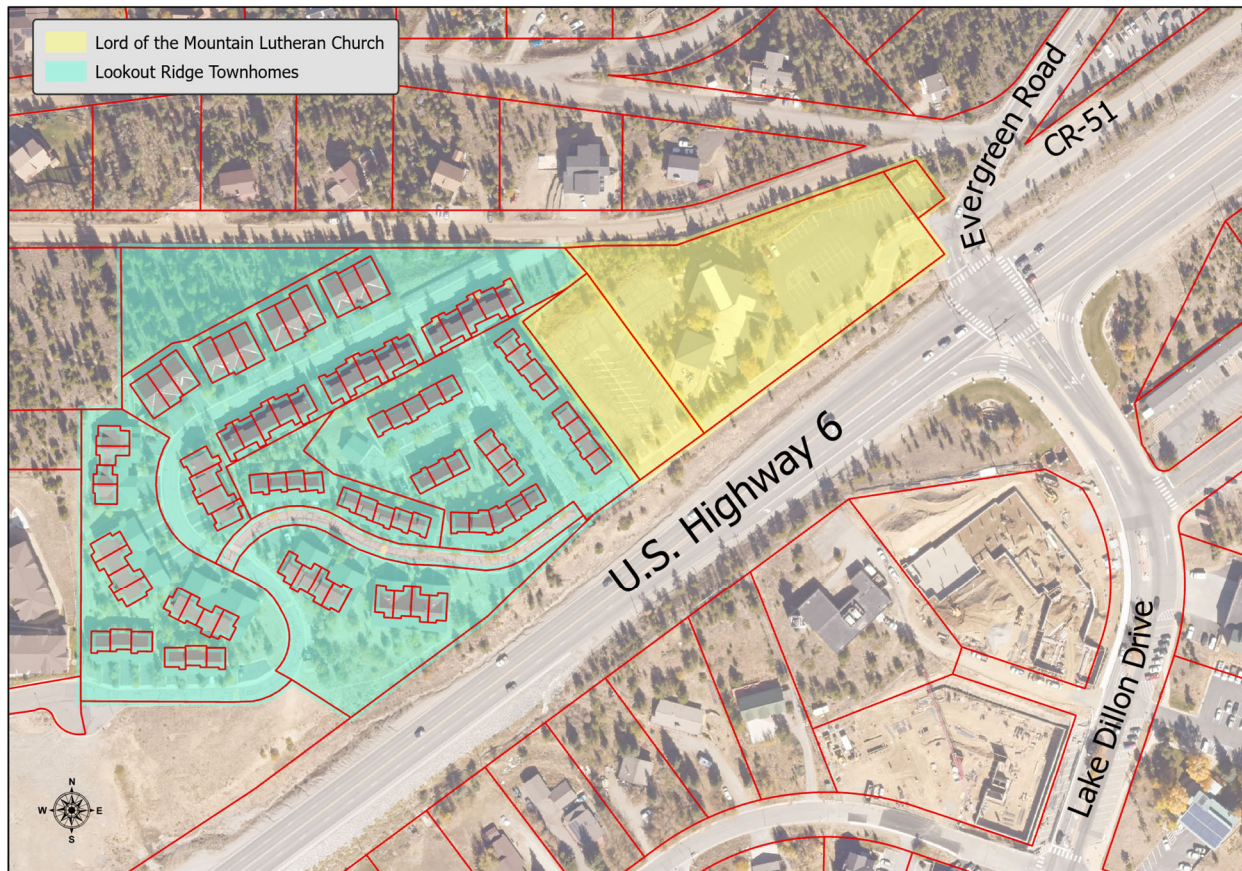 Lord of the Mountain Lutheran Church
Lookout Ridge Townhomes
Evergreen Road
CR-51
U.S. Highway 6
Lake Dillon Drive
N
W
E
S